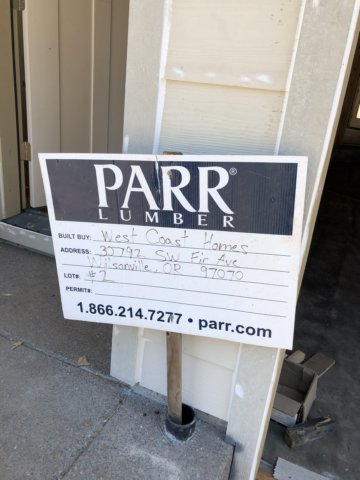 PARR®
LUMBER
BUILT BUY: West Coast Homes
ADDRESS: 30792 SW Fir Ave
Wilsonville, OR 97070
LOT#: #2
PERMIT#:
1.866.214.7277 • parr.com